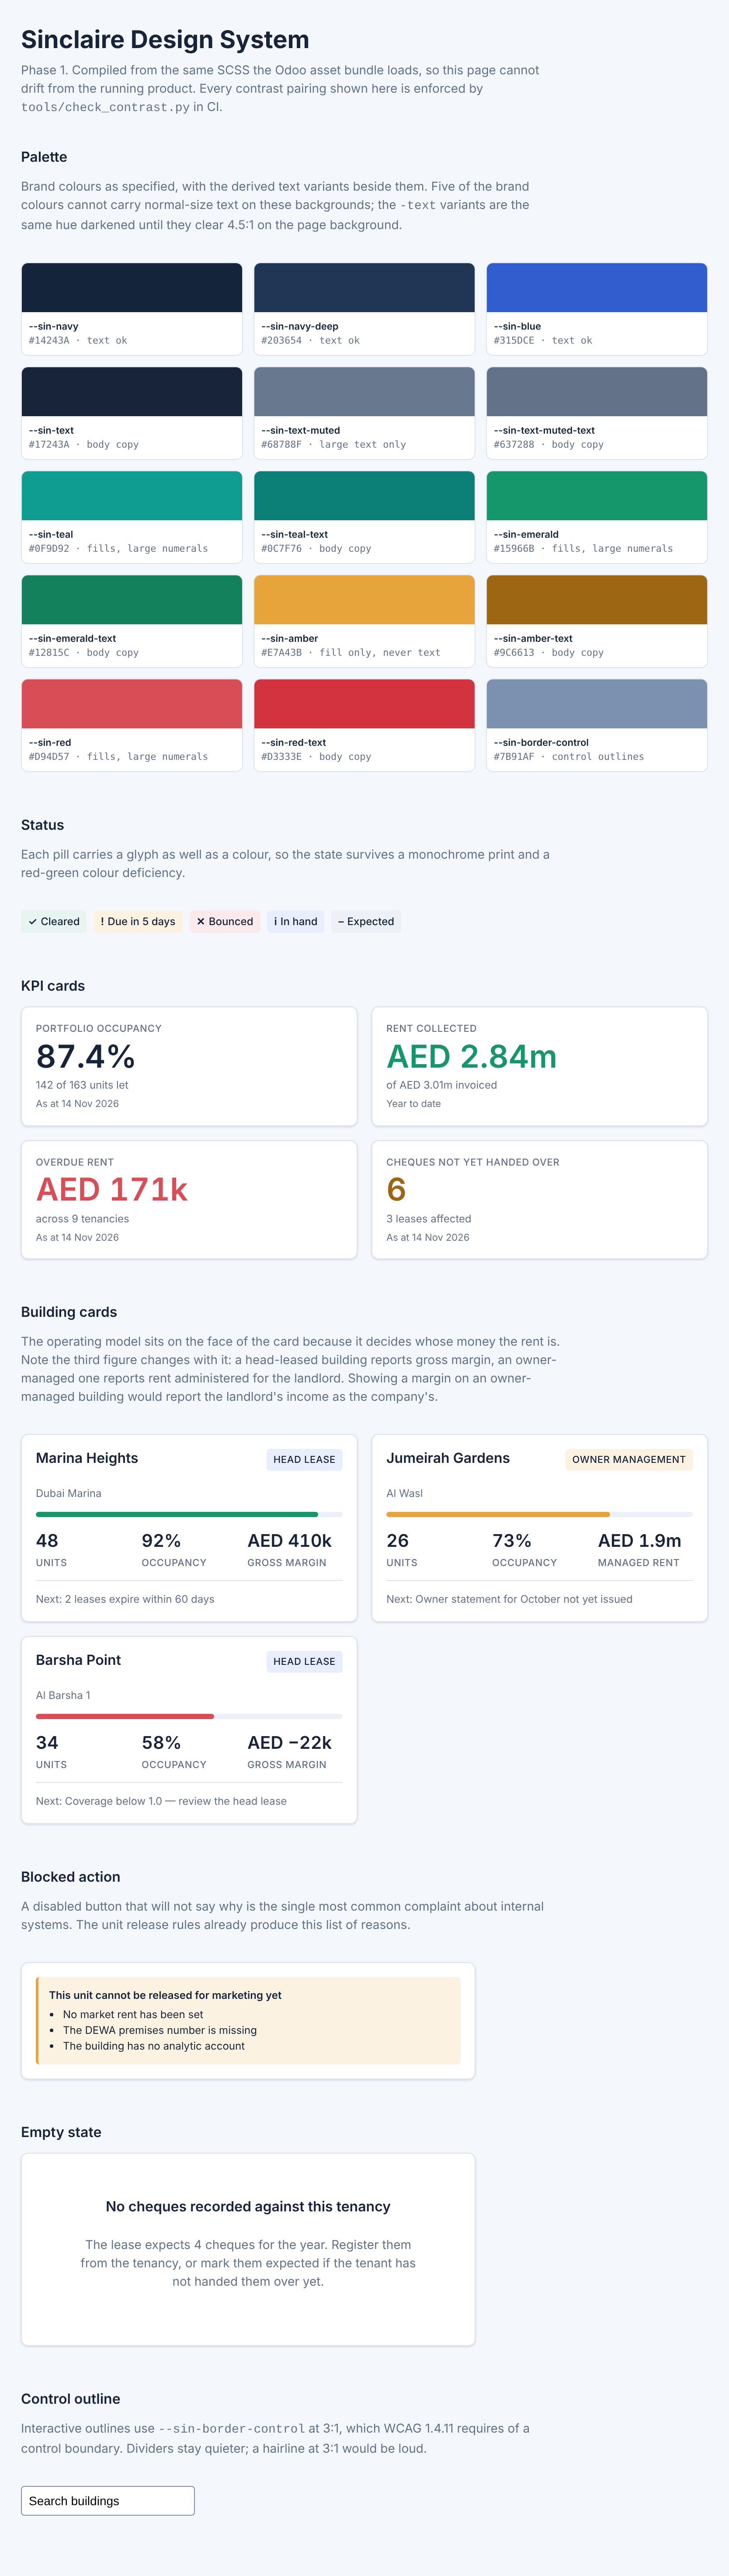 Sinclaire Design System
Phase 1. Compiled from the same SCSS the Odoo asset bundle loads, so this page cannot
drift from the running product. Every contrast pairing shown here is enforced by
tools/check_contrast.py in CI.
Palette
Brand colours as specified, with the derived text variants beside them. Five of the brand
colours cannot carry normal-size text on these backgrounds; the -text variants are the
same hue darkened until they clear 4.5:1 on the page background.
--sin-navy
#14243A · text ok
--sin-navy-deep
#203654 · text ok
--sin-blue
#315DCE · text ok
--sin-text
#17243A · body copy
--sin-text-muted
#68788F · large text only
--sin-text-muted-text
#637288 · body copy
--sin-teal
#0F9D92 · fills, large numerals
--sin-teal-text
#0C7F76 · body copy
--sin-emerald
#15966B · fills, large numerals
--sin-emerald-text
#12815C · body copy
--sin-amber
#E7A43B · fill only, never text
--sin-amber-text
#9C6613 · body copy
--sin-red
#D94D57 · fills, large numerals
--sin-red-text
#D3333E · body copy
--sin-border-control
#7B91AF · control outlines
Status
Each pill carries a glyph as well as a colour, so the state survives a monochrome print and a
red-green colour deficiency.
✓ Cleared ! Due in 5 days ✕ Bounced i In hand – Expected
KPI cards
PORTFOLIO OCCUPANCY
87.4%
142 of 163 units let
As at 14 Nov 2026
RENT COLLECTED
AED 2.84m
of AED 3.01m invoiced
Year to date
OVERDUE RENT
AED 171k
across 9 tenancies
As at 14 Nov 2026
CHEQUES NOT YET HANDED OVER
6
3 leases affected
As at 14 Nov 2026
Building cards
The operating model sits on the face of the card because it decides whose money the rent is.
Note the third figure changes with it: a head-leased building reports gross margin, an owner-
managed one reports rent administered for the landlord. Showing a margin on an owner-
managed building would report the landlord's income as the company's.
Marina Heights HEAD LEASE
Dubai Marina
48 92% AED 410k
UNITS OCCUPANCY GROSS MARGIN
Next: 2 leases expire within 60 days
Jumeirah Gardens OWNER MANAGEMENT
Al Wasl
26 73% AED 1.9m
UNITS OCCUPANCY MANAGED RENT
Next: Owner statement for October not yet issued
Barsha Point HEAD LEASE
Al Barsha 1
34 58% AED −22k
UNITS OCCUPANCY GROSS MARGIN
Next: Coverage below 1.0 — review the head lease
Blocked action
A disabled button that will not say why is the single most common complaint about internal
systems. The unit release rules already produce this list of reasons.
This unit cannot be released for marketing yet
• No market rent has been set
• The DEWA premises number is missing
• The building has no analytic account
Empty state
No cheques recorded against this tenancy
The lease expects 4 cheques for the year. Register them
from the tenancy, or mark them expected if the tenant has
not handed them over yet.
Control outline
Interactive outlines use --sin-border-control at 3:1, which WCAG 1.4.11 requires of a
control boundary. Dividers stay quieter; a hairline at 3:1 would be loud.
Search buildings